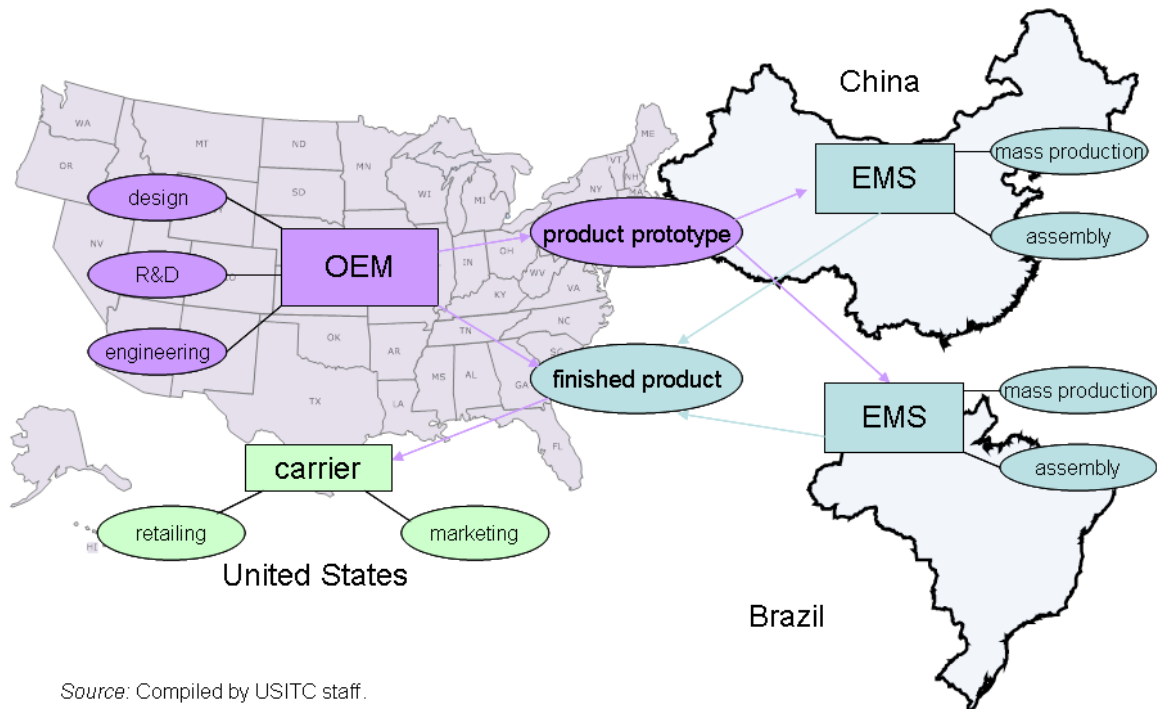 China
WA
MT
ND
MN
ME
OR
SD
WI
MI
VT
NH
NY
MA
EMS
mass production
design
assembly
product prototype
OEM
NV
R&D
IN
OH
WV
VA
KY
engineering
OK
AR
TN
NC
SC
MS
AL
GA
TX
LA
FL
finished product
EMS
mass production
assembly
carrier
retailing
marketing
HI
United States
Brazil
Source: Compiled by USITC staff.